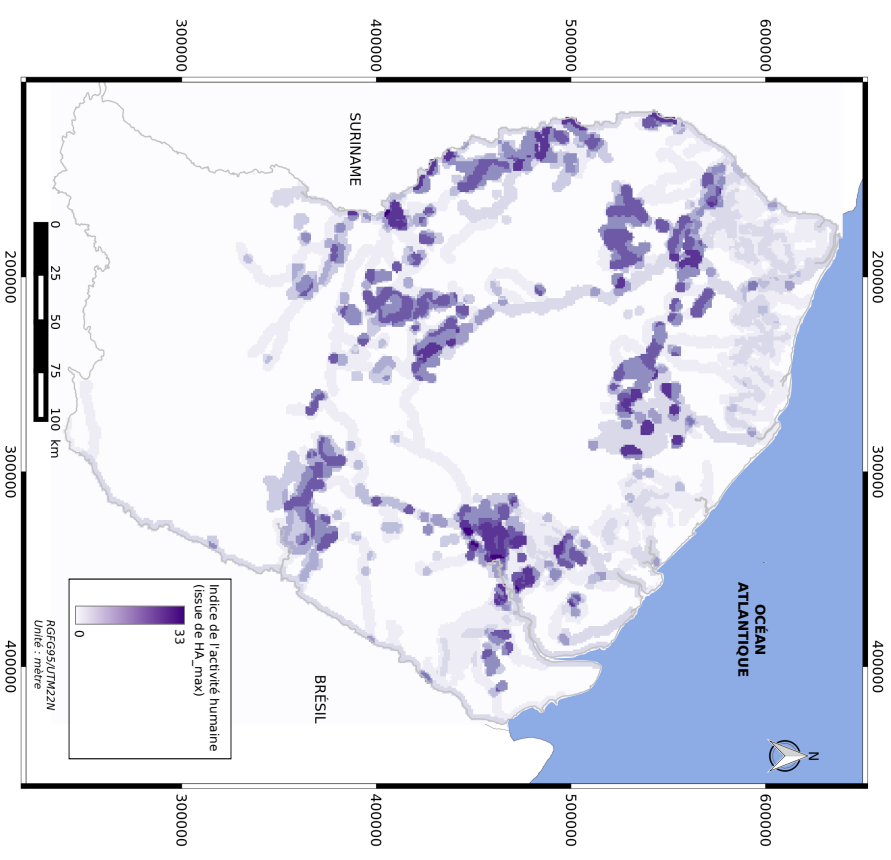 200000
300000
400000
600000
600000
500000
500000
400000
400000
300000
300000
N
OCÉAN
ATLANTIQUE
SURINAME
BRÉSIL
Indice de l'activité humaine
(issue de HA_max)
33
0
0 25 50 75 100 km
RGFG95/UTM22N
Unité : mètre
200000
300000
400000